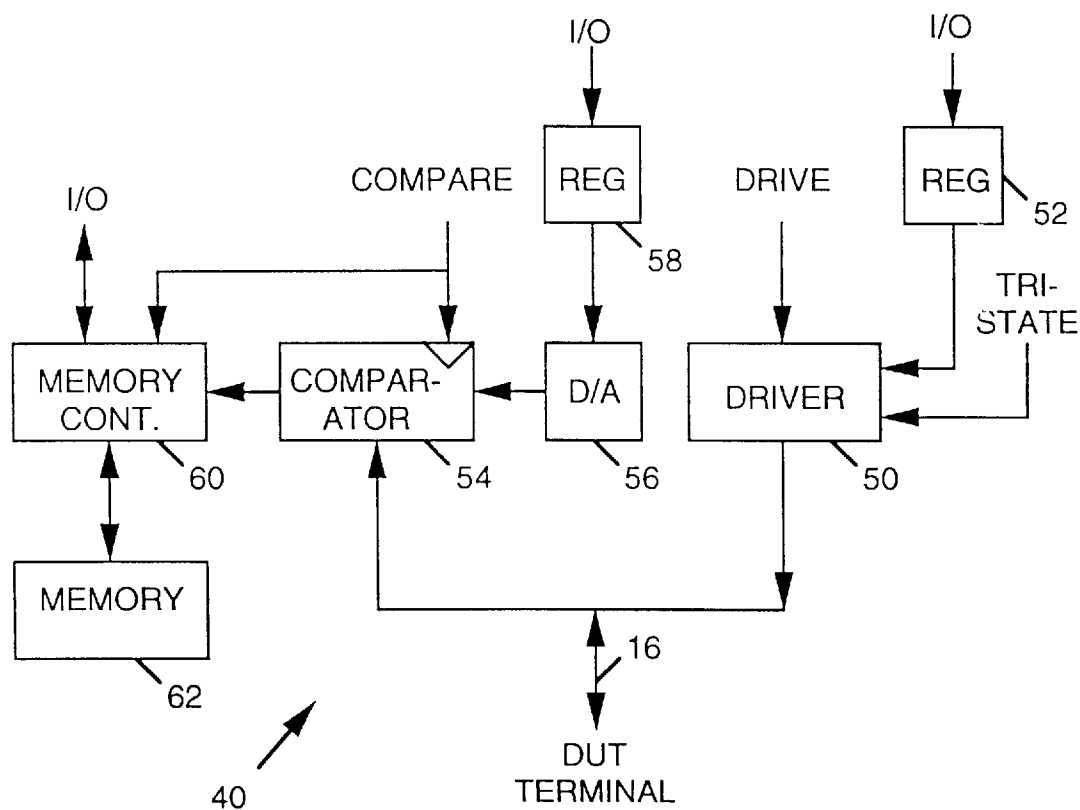 I/O
I/O
COMPARE
REG
DRIVE
REG
52
I/O
58
TRI-
STATE
MEMORY
CONT.
COMPAR-
ATOR
D/A
DRIVER
60
54
56
50
MEMORY
16
62
DUT
TERMINAL
40